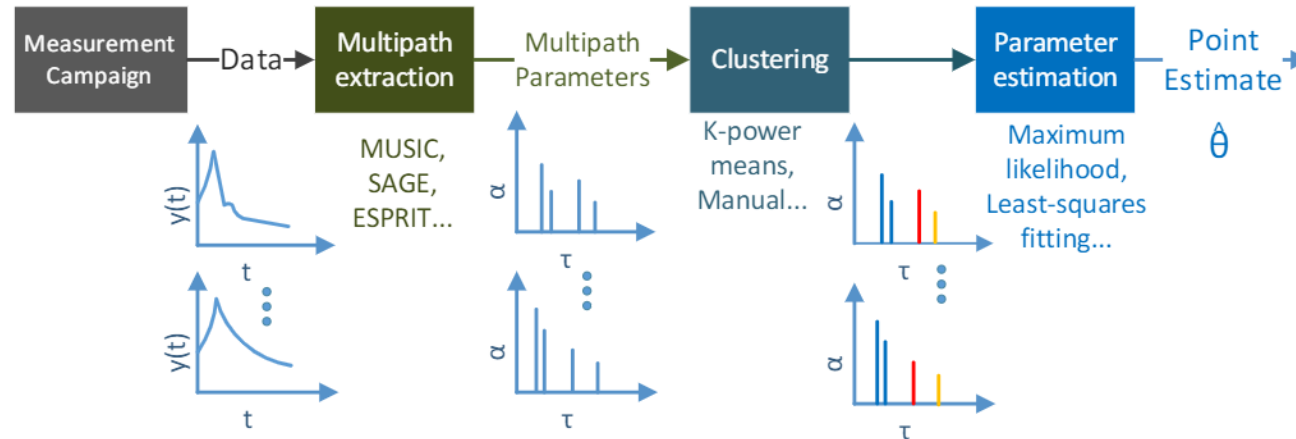 Measurement
Campaign
Data
Multipath
extraction
Multipath
Parameters
Clustering
Parameter
estimation
Point
Estimate
θ̂
MUSIC,
SAGE,
ESPRIT...
K-power
means,
Manual...
Maximum
likelihood,
Least-squares
fitting...
y(t)
t
α
τ
α
τ
y(t)
t
α
τ
α
τ